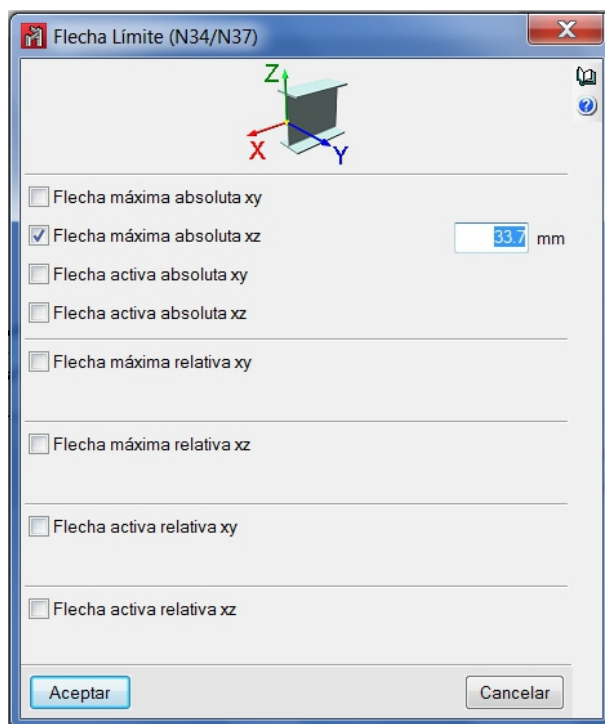 Flecha Límite (N34/N37)
Z
X
Y
Flecha máxima absoluta xy
Flecha máxima absoluta xz 33.7 mm
Flecha activa absoluta xy
Flecha activa absoluta xz
Flecha máxima relativa xy
Flecha máxima relativa xz
Flecha activa relativa xy
Flecha activa relativa xz
Aceptar Cancelar